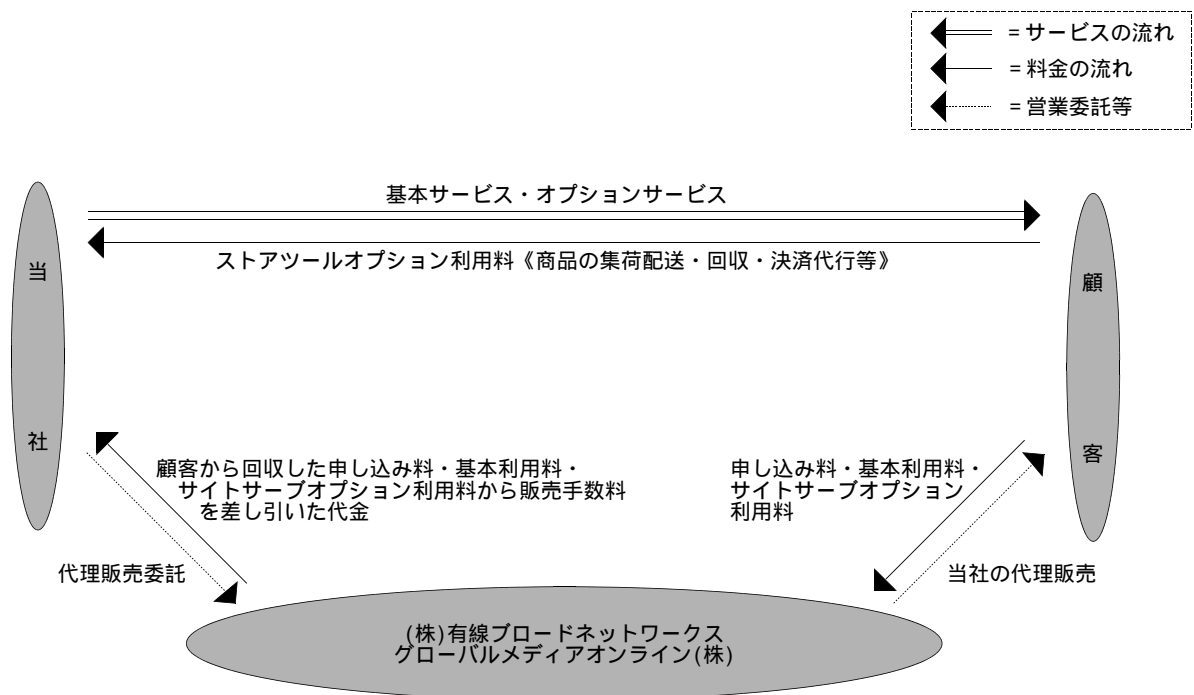 = サービスの流れ
= 料金の流れ
= 営業委託等
基本サービス・オプションサービス
ストアツールオプション利用料《商品の集荷配送・回収・決済代行等》
当
社
顧
客
顧客から回収した申し込み料・基本利用料・
サイトサーブオプション利用料から販売手数料
を差し引いた代金
申し込み料・基本利用料・
サイトサーブオプション
利用料
代理販売委託
当社の代理販売
(株)有線ブロードネットワークス
グローバルメディアオンライン(株)